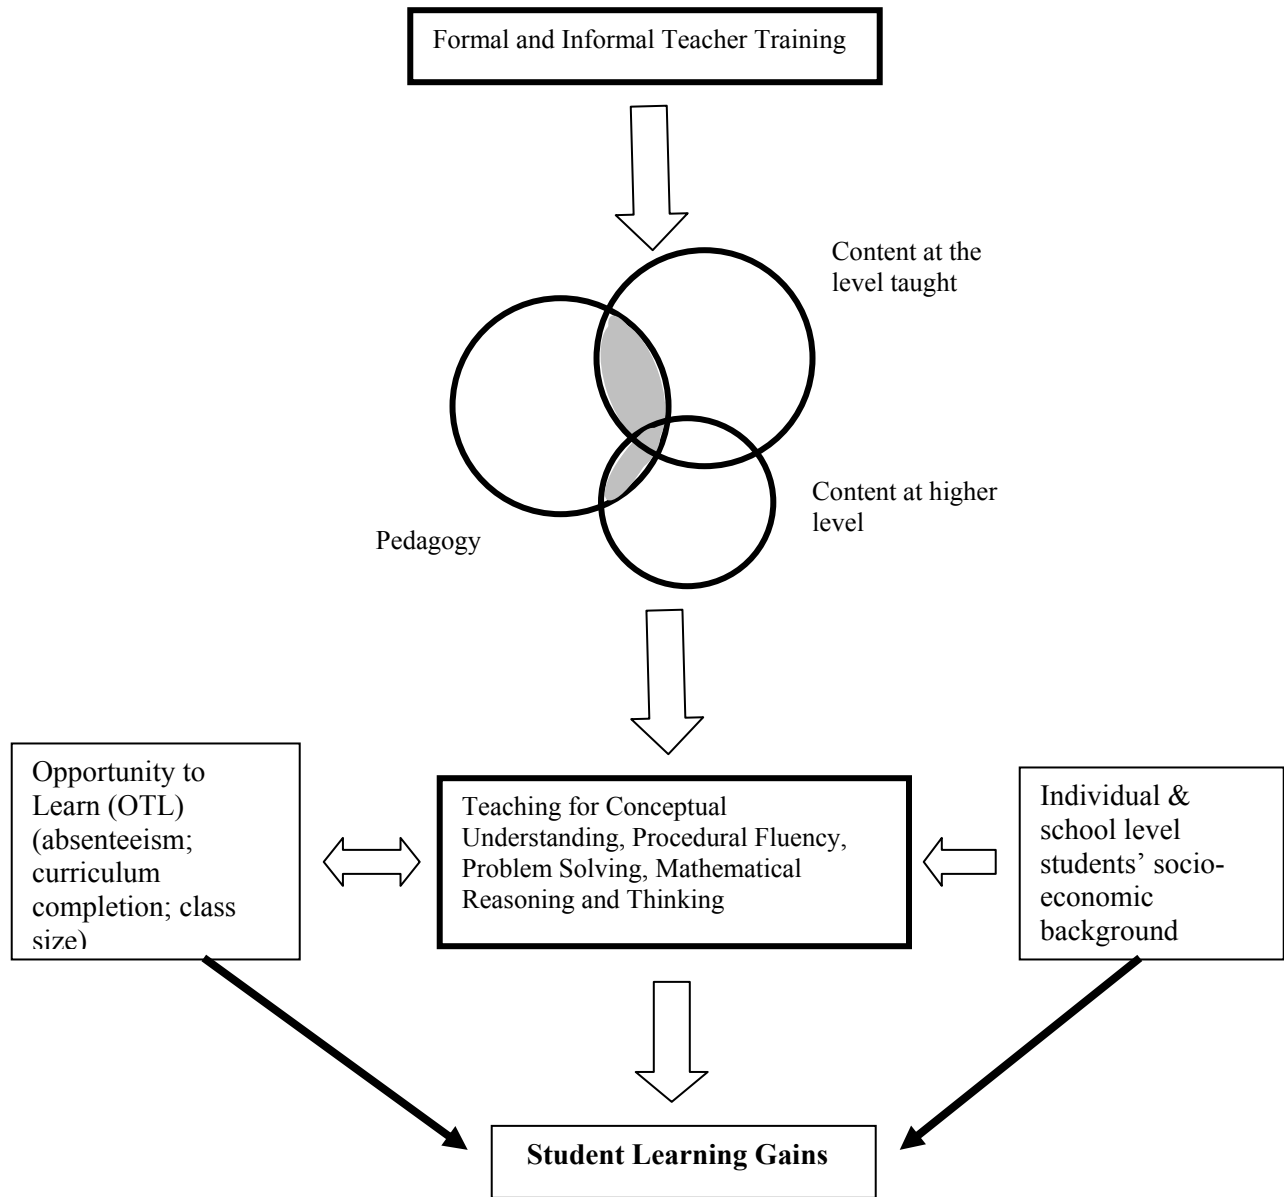 Formal and Informal Teacher Training
Content at the
level taught
Content at higher
level
Pedagogy
Opportunity to
Learn (OTL)
(absenteeism;
curriculum
completion; class
size)
Teaching for Conceptual
Understanding, Procedural Fluency,
Problem Solving, Mathematical
Reasoning and Thinking
Individual &
school level
students’ socio-
economic
background
Student Learning Gains